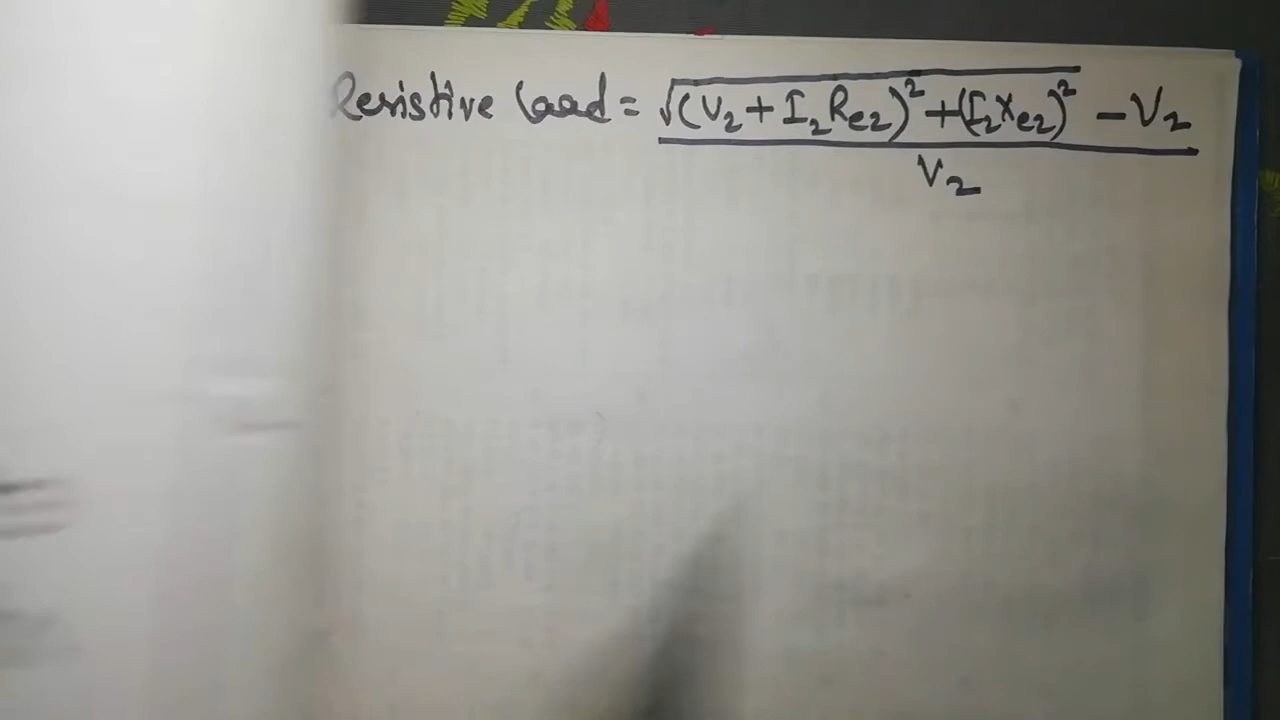 Resistive Load = √(V₂ + I₂Re₂)² + (I₂Xe₂)² - V₂
V₂